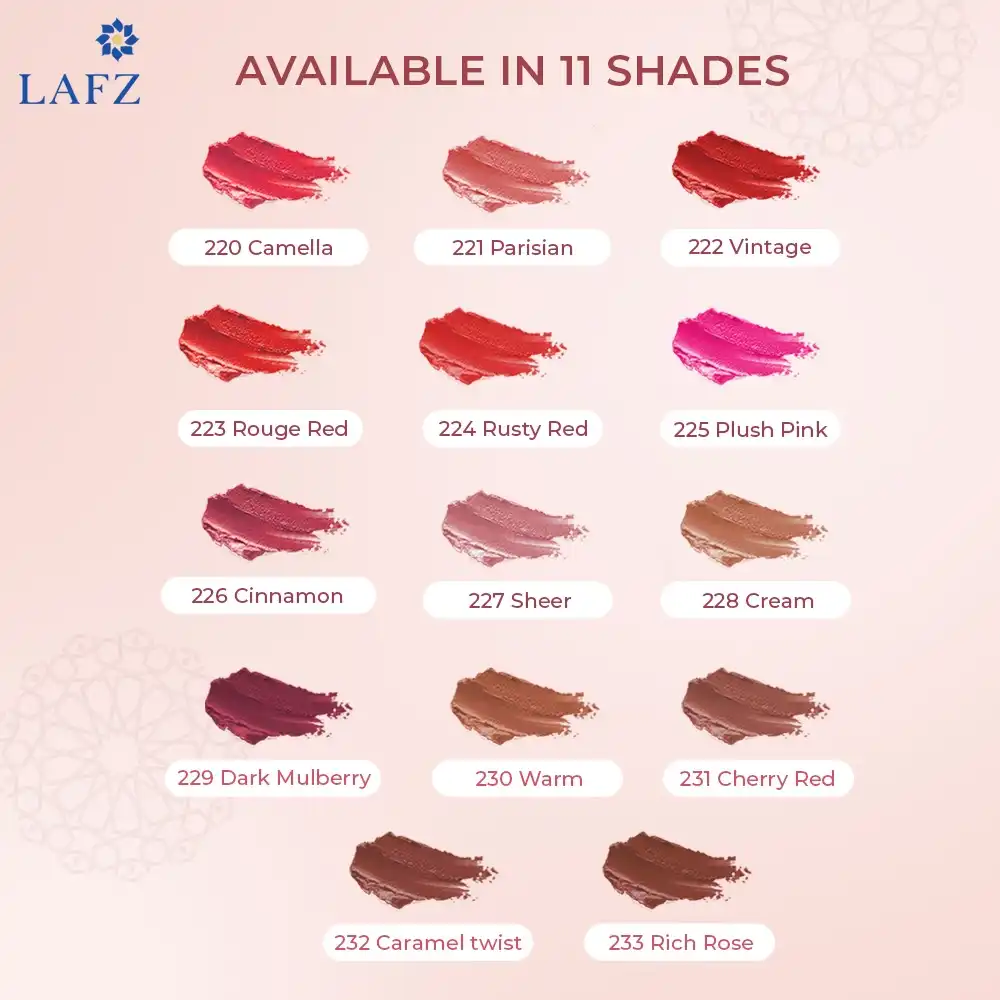 LAFZ
AVAILABLE IN 11 SHADES
220 Camella
221 Parisian
222 Vintage
223 Rouge Red
224 Rusty Red
225 Plush Pink
226 Cinnamon
227 Sheer
228 Cream
229 Dark Mulberry
230 Warm
231 Cherry Red
232 Caramel twist
233 Rich Rose